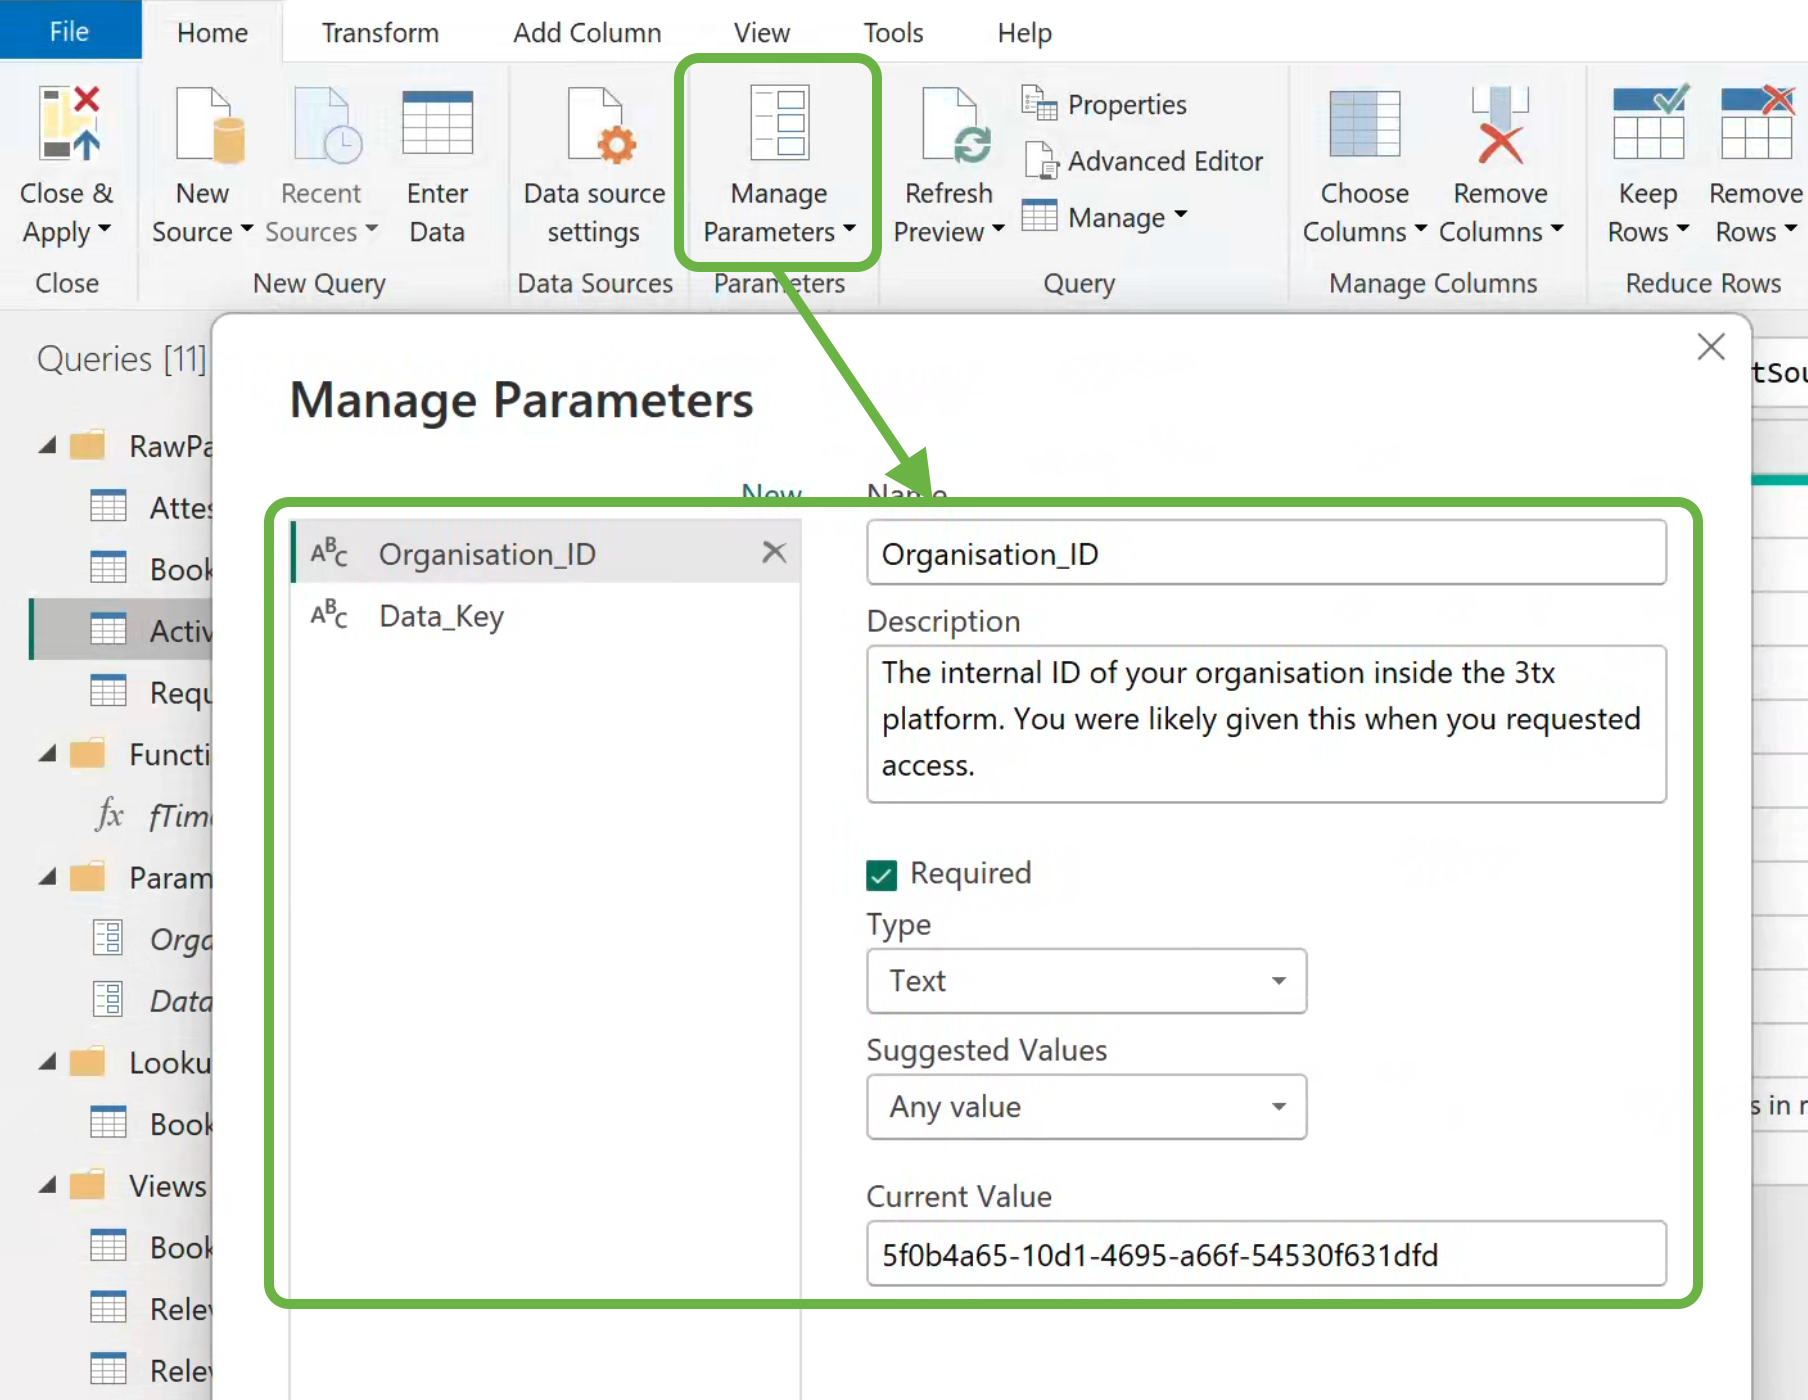 File Home Transform Add Column View Tools Help
Close & Apply
New Source
Recent Sources
Enter Data
Data source settings
Manage Parameters
Refresh Preview
Properties
Advanced Editor
Manage
Choose Columns
Remove Columns
Keep Rows
Remove Rows
Close
New Query
Data Sources
Parameters
Query
Manage Columns
Reduce Rows
Queries [11]
RawPa
Attes
Book
Activ
Requ
Functi
fx fTim
Param
Orga
Data
Looku
Book
Views
Book
Relev
Relev
Manage Parameters
New
ABC Organisation_ID
ABC Data_Key
Name
Organisation_ID
Description
The internal ID of your organisation inside the 3tx
platform. You were likely given this when you requested
access.
Required
Type
Text
Suggested Values
Any value
Current Value
5f0b4a65-10d1-4695-a66f-54530f631dfd
tSou
s in r